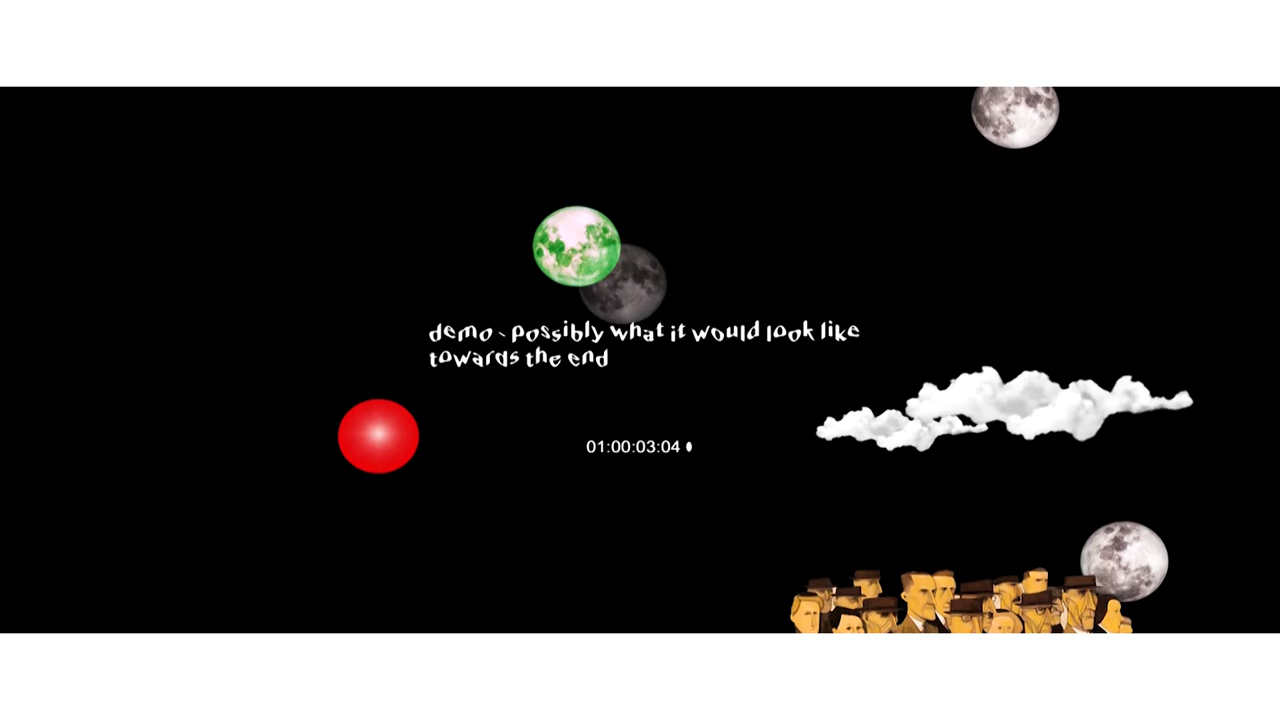 demo - possibly what it would look like
towards the end
01:00:03:04